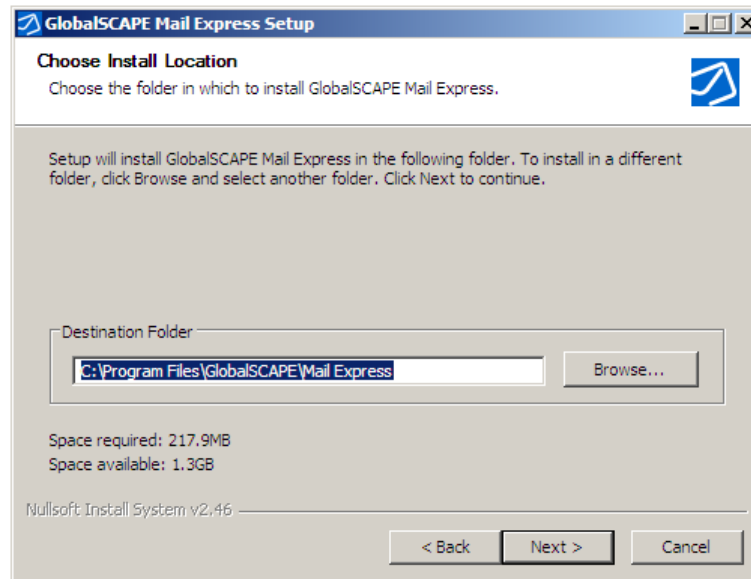 GlobalSCAPE Mail Express Setup
Choose Install Location
Choose the folder in which to install GlobalSCAPE Mail Express.
Setup will install GlobalSCAPE Mail Express in the following folder. To install in a different
folder, click Browse and select another folder. Click Next to continue.
Destination Folder
C:\Program Files\GlobalSCAPE\Mail Express
Browse...
Space required: 217.9MB
Space available: 1.3GB
Nullsoft Install System v2.46
< Back
Next >
Cancel